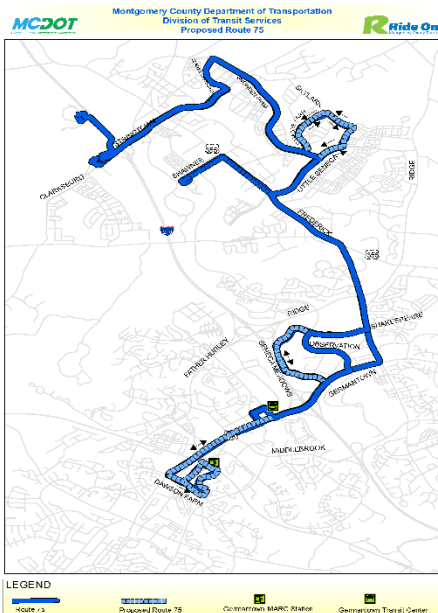 MCDOT
Montgomery County Department of Transportation
Division of Transit Services
Proposed Route 75
Ride On
SKYLARK
STRINGTOWN
355
SHAWNEE
CLARKSBURG
LITTLE SENECA
RIDGE
FREDERICK
355
RIDGE
SHAKESPEARE
OBSERVATION
FATHER HURLEY
SENECA MEADOWS
GERMANTOWN
MIDDLEBROOK
DAWSON FARM
LEGEND
Route 75
Proposed Route 75
Germantown MARC Station
Germantown Transit Center